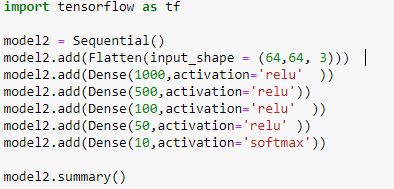 import tensorflow as tf
model2 = Sequential()
model2.add(Flatten(input_shape = (64,64, 3)))
model2.add(Dense(1000,activation='relu'  ))
model2.add(Dense(500,activation='relu'))
model2.add(Dense(100,activation='relu'  ))
model2.add(Dense(50,activation='relu' ))
model2.add(Dense(10,activation='softmax'))
model2.summary()